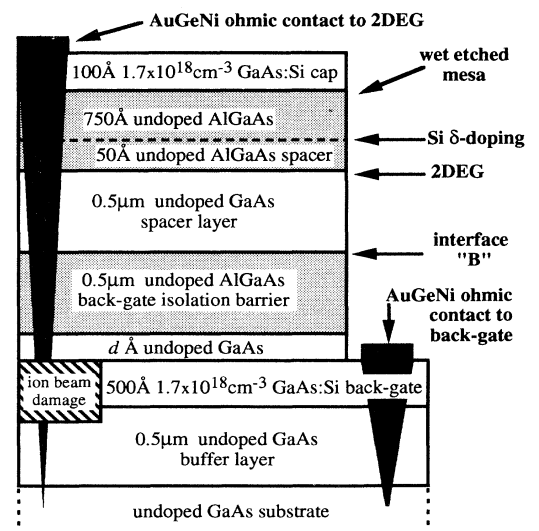 AuGeNi ohmic contact to 2DEG
100Å 1.7x10¹⁸cm⁻³ GaAs:Si cap
wet etched
mesa
750Å undoped AlGaAs
Si δ-doping
50Å undoped AlGaAs spacer
2DEG
0.5µm undoped GaAs
spacer layer
interface
"B"
0.5µm undoped AlGaAs
back-gate isolation barrier
AuGeNi ohmic
contact to
back-gate
d Å undoped GaAs
ion beam
damage
500Å 1.7x10¹⁸cm⁻³ GaAs:Si back-gate
0.5µm undoped GaAs
buffer layer
undoped GaAs substrate